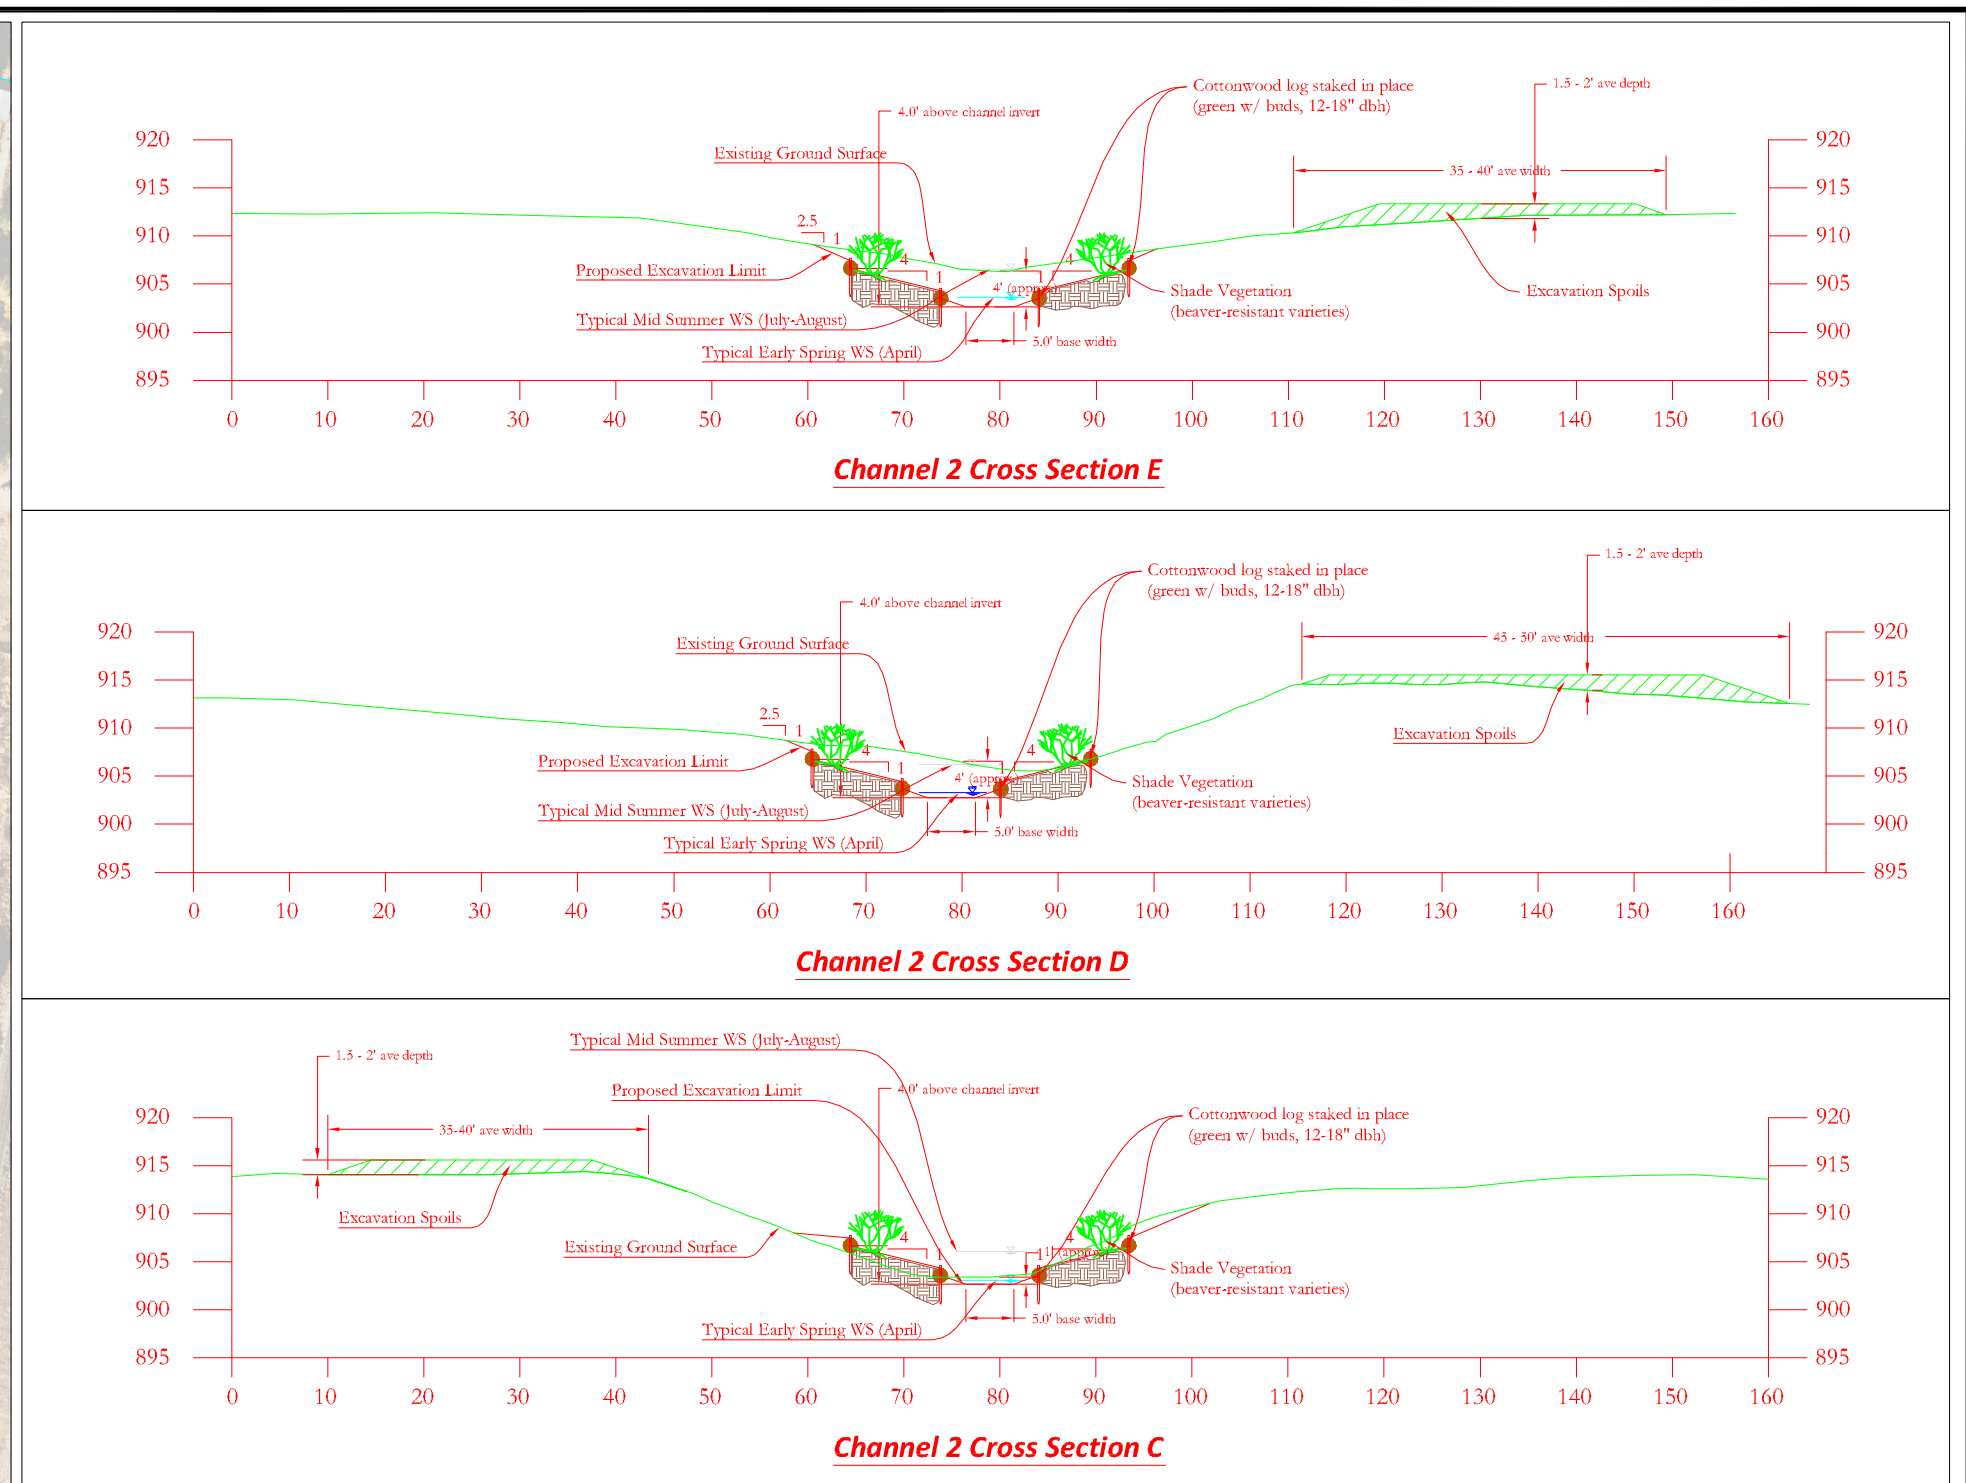 Cottonwood log staked in place
(green w/ buds, 12-18" dbh)
1.5 - 2' ave depth
4.0' above channel invert
920
Existing Ground Surface
920
915
35 - 40' ave width
915
2.5
1
910
910
4
4
Proposed Excavation Limit
1
1
905
4' (approx)
Shade Vegetation
(beaver-resistant varieties)
Excavation Spoils
905
Typical Mid Summer WS (July-August)
900
5.0' base width
900
Typical Early Spring WS (April)
895
895
0 10 20 30 40 50 60 70 80 90 100 110 120 130 140 150 160
Channel 2 Cross Section E
1.5 - 2' ave depth
Cottonwood log staked in place
(green w/ buds, 12-18" dbh)
4.0' above channel invert
920
Existing Ground Surface
45 - 50' ave width
920
915
915
2.5
1
910
Excavation Spoils
910
4
4
Proposed Excavation Limit
1
905
4' (approx)
Shade Vegetation
(beaver-resistant varieties)
905
Typical Mid Summer WS (July-August)
900
5.0' base width
900
Typical Early Spring WS (April)
895
895
0 10 20 30 40 50 60 70 80 90 100 110 120 130 140 150 160
Channel 2 Cross Section D
Typical Mid Summer WS (July-August)
1.5 - 2' ave depth
Proposed Excavation Limit
4.0' above channel invert
920
Cottonwood log staked in place
(green w/ buds, 12-18" dbh)
920
35-40' ave width
915
915
Excavation Spoils
910
910
Existing Ground Surface
4
4
1
1
1' (approx)
905
Shade Vegetation
(beaver-resistant varieties)
905
900
5.0' base width
900
Typical Early Spring WS (April)
895
895
0 10 20 30 40 50 60 70 80 90 100 110 120 130 140 150 160
Channel 2 Cross Section C